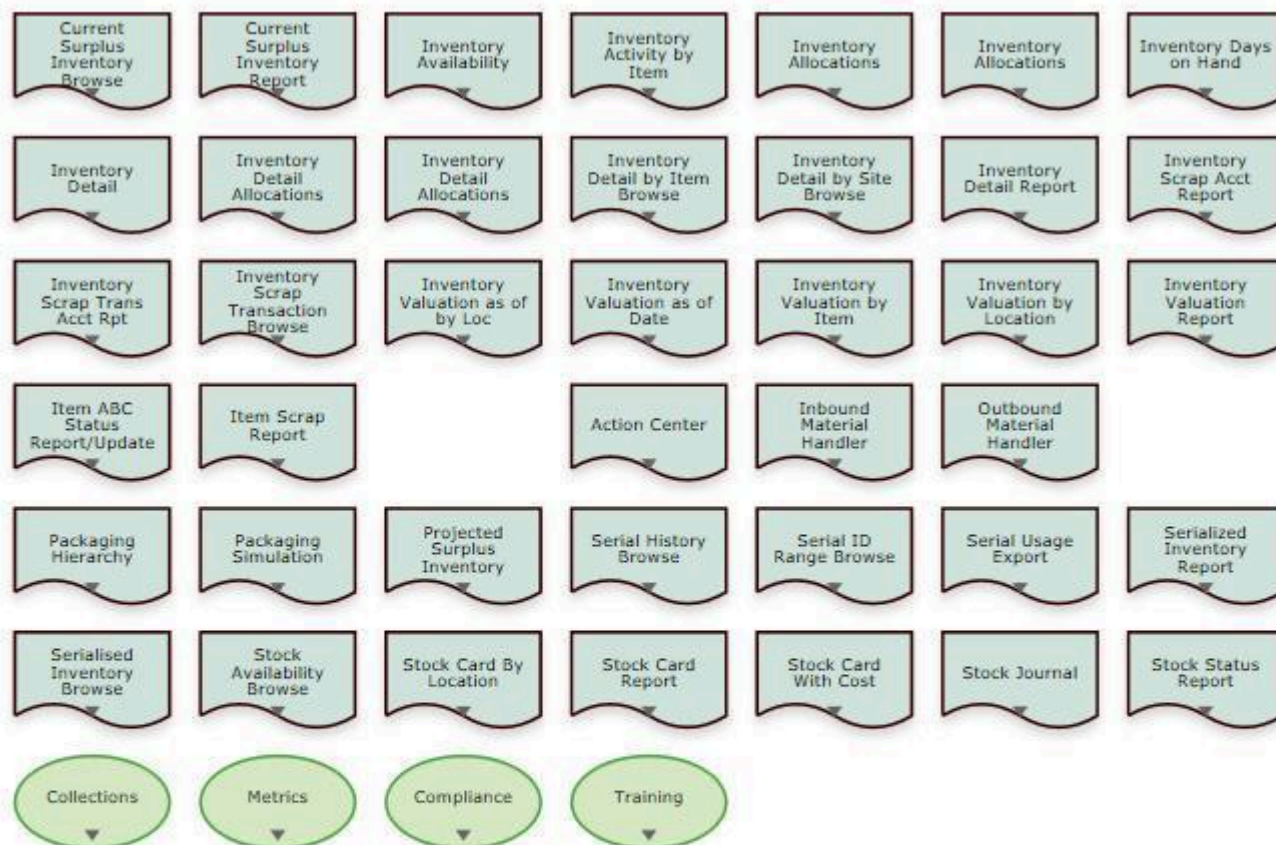 Current
Surplus
Inventory
Browse
Current
Surplus
Inventory
Report
Inventory
Availability
Inventory
Activity by
Item
Inventory
Allocations
Inventory
Allocations
Inventory Days
on Hand
Inventory
Detail
Inventory
Detail
Allocations
Inventory
Detail
Allocations
Inventory
Detail by Item
Browse
Inventory
Detail by Site
Browse
Inventory
Detail Report
Inventory
Scrap Acct
Report
Inventory
Scrap Trans
Acct Rpt
Inventory
Scrap
Transaction
Browse
Inventory
Valuation as of
by Loc
Inventory
Valuation as of
Date
Inventory
Valuation by
Item
Inventory
Valuation by
Location
Inventory
Valuation
Report
Item ABC
Status
Report/Update
Item Scrap
Report
Action Center
Inbound
Material
Handler
Outbound
Material
Handler
Packaging
Hierarchy
Packaging
Simulation
Projected
Surplus
Inventory
Serial History
Browse
Serial ID
Range Browse
Serial Usage
Export
Serialized
Inventory
Report
Serialised
Inventory
Browse
Stock
Availability
Browse
Stock Card By
Location
Stock Card
Report
Stock Card
With Cost
Stock Journal
Stock Status
Report
Collections
Metrics
Compliance
Training